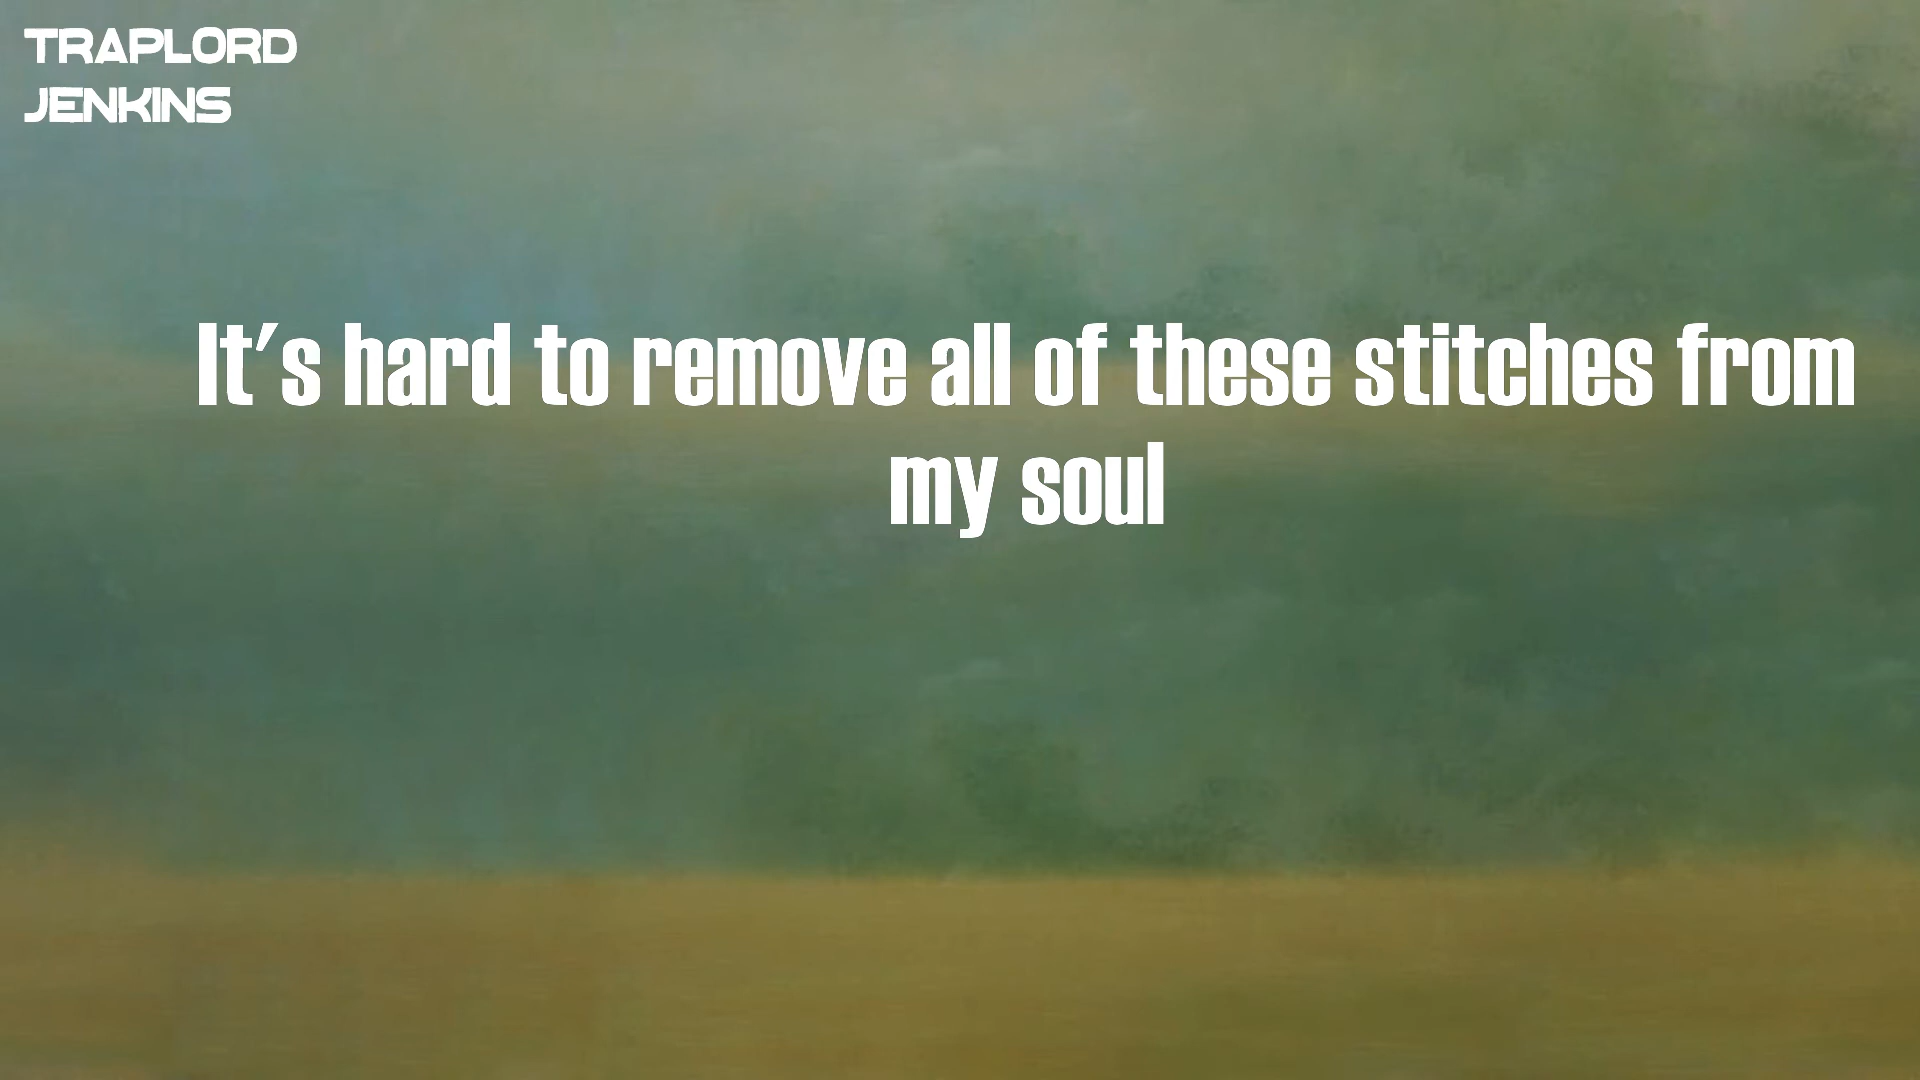 TRAPLORD
JENKINS
It's hard to remove all of these stitches from
my soul